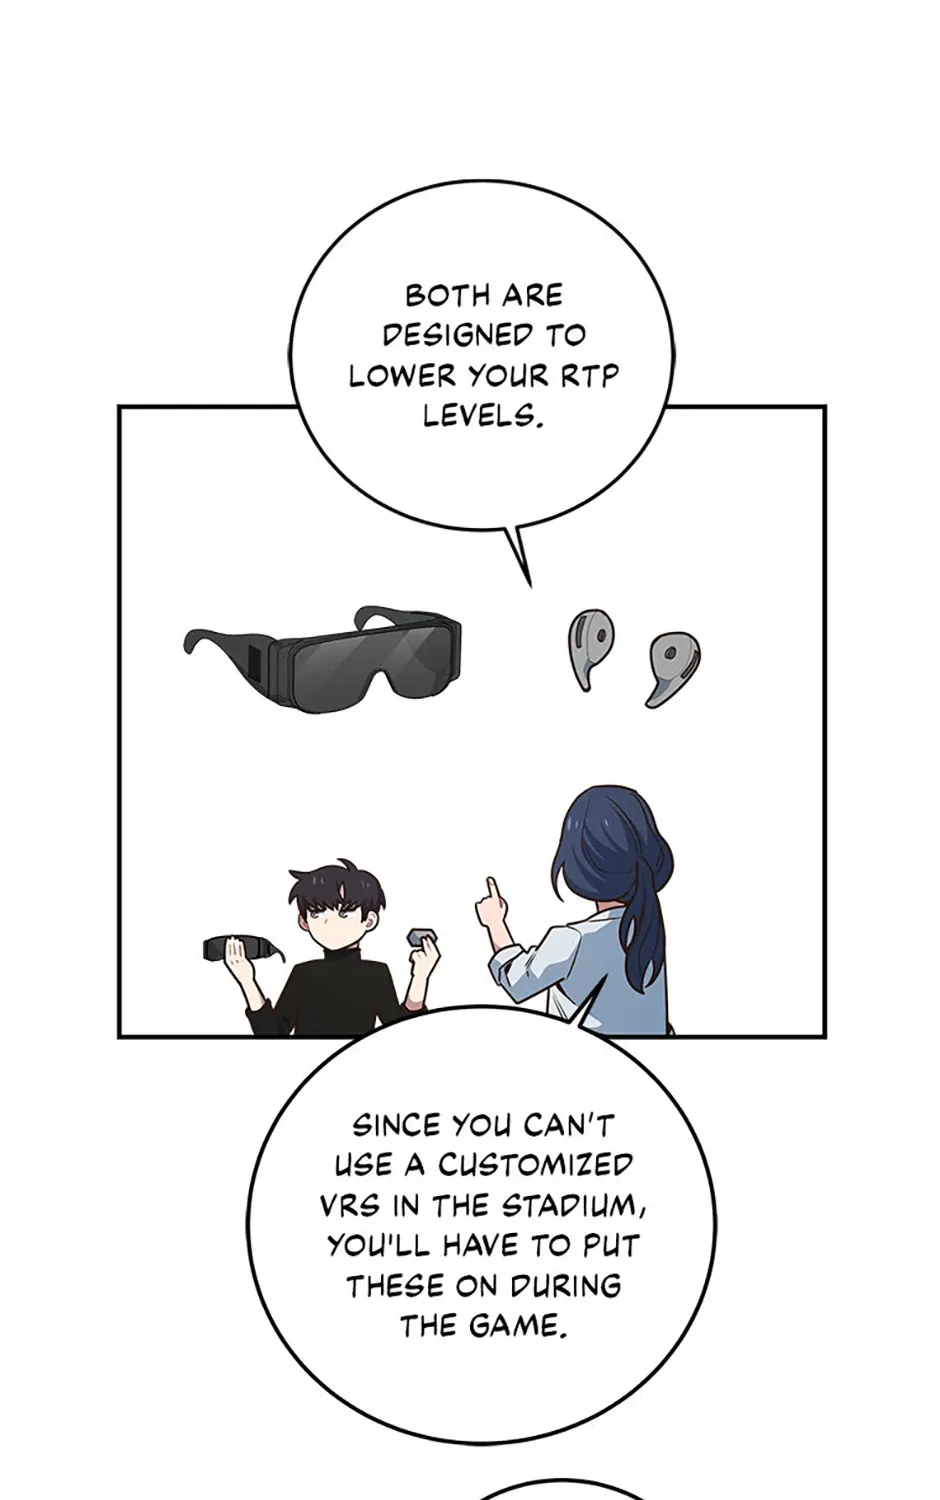 BOTH ARE
DESIGNED TO
LOWER YOUR RTP
LEVELS.
SINCE YOU CAN'T
USE A CUSTOMIZED
VRS IN THE STADIUM,
YOU'LL HAVE TO PUT
THESE ON DURING
THE GAME.